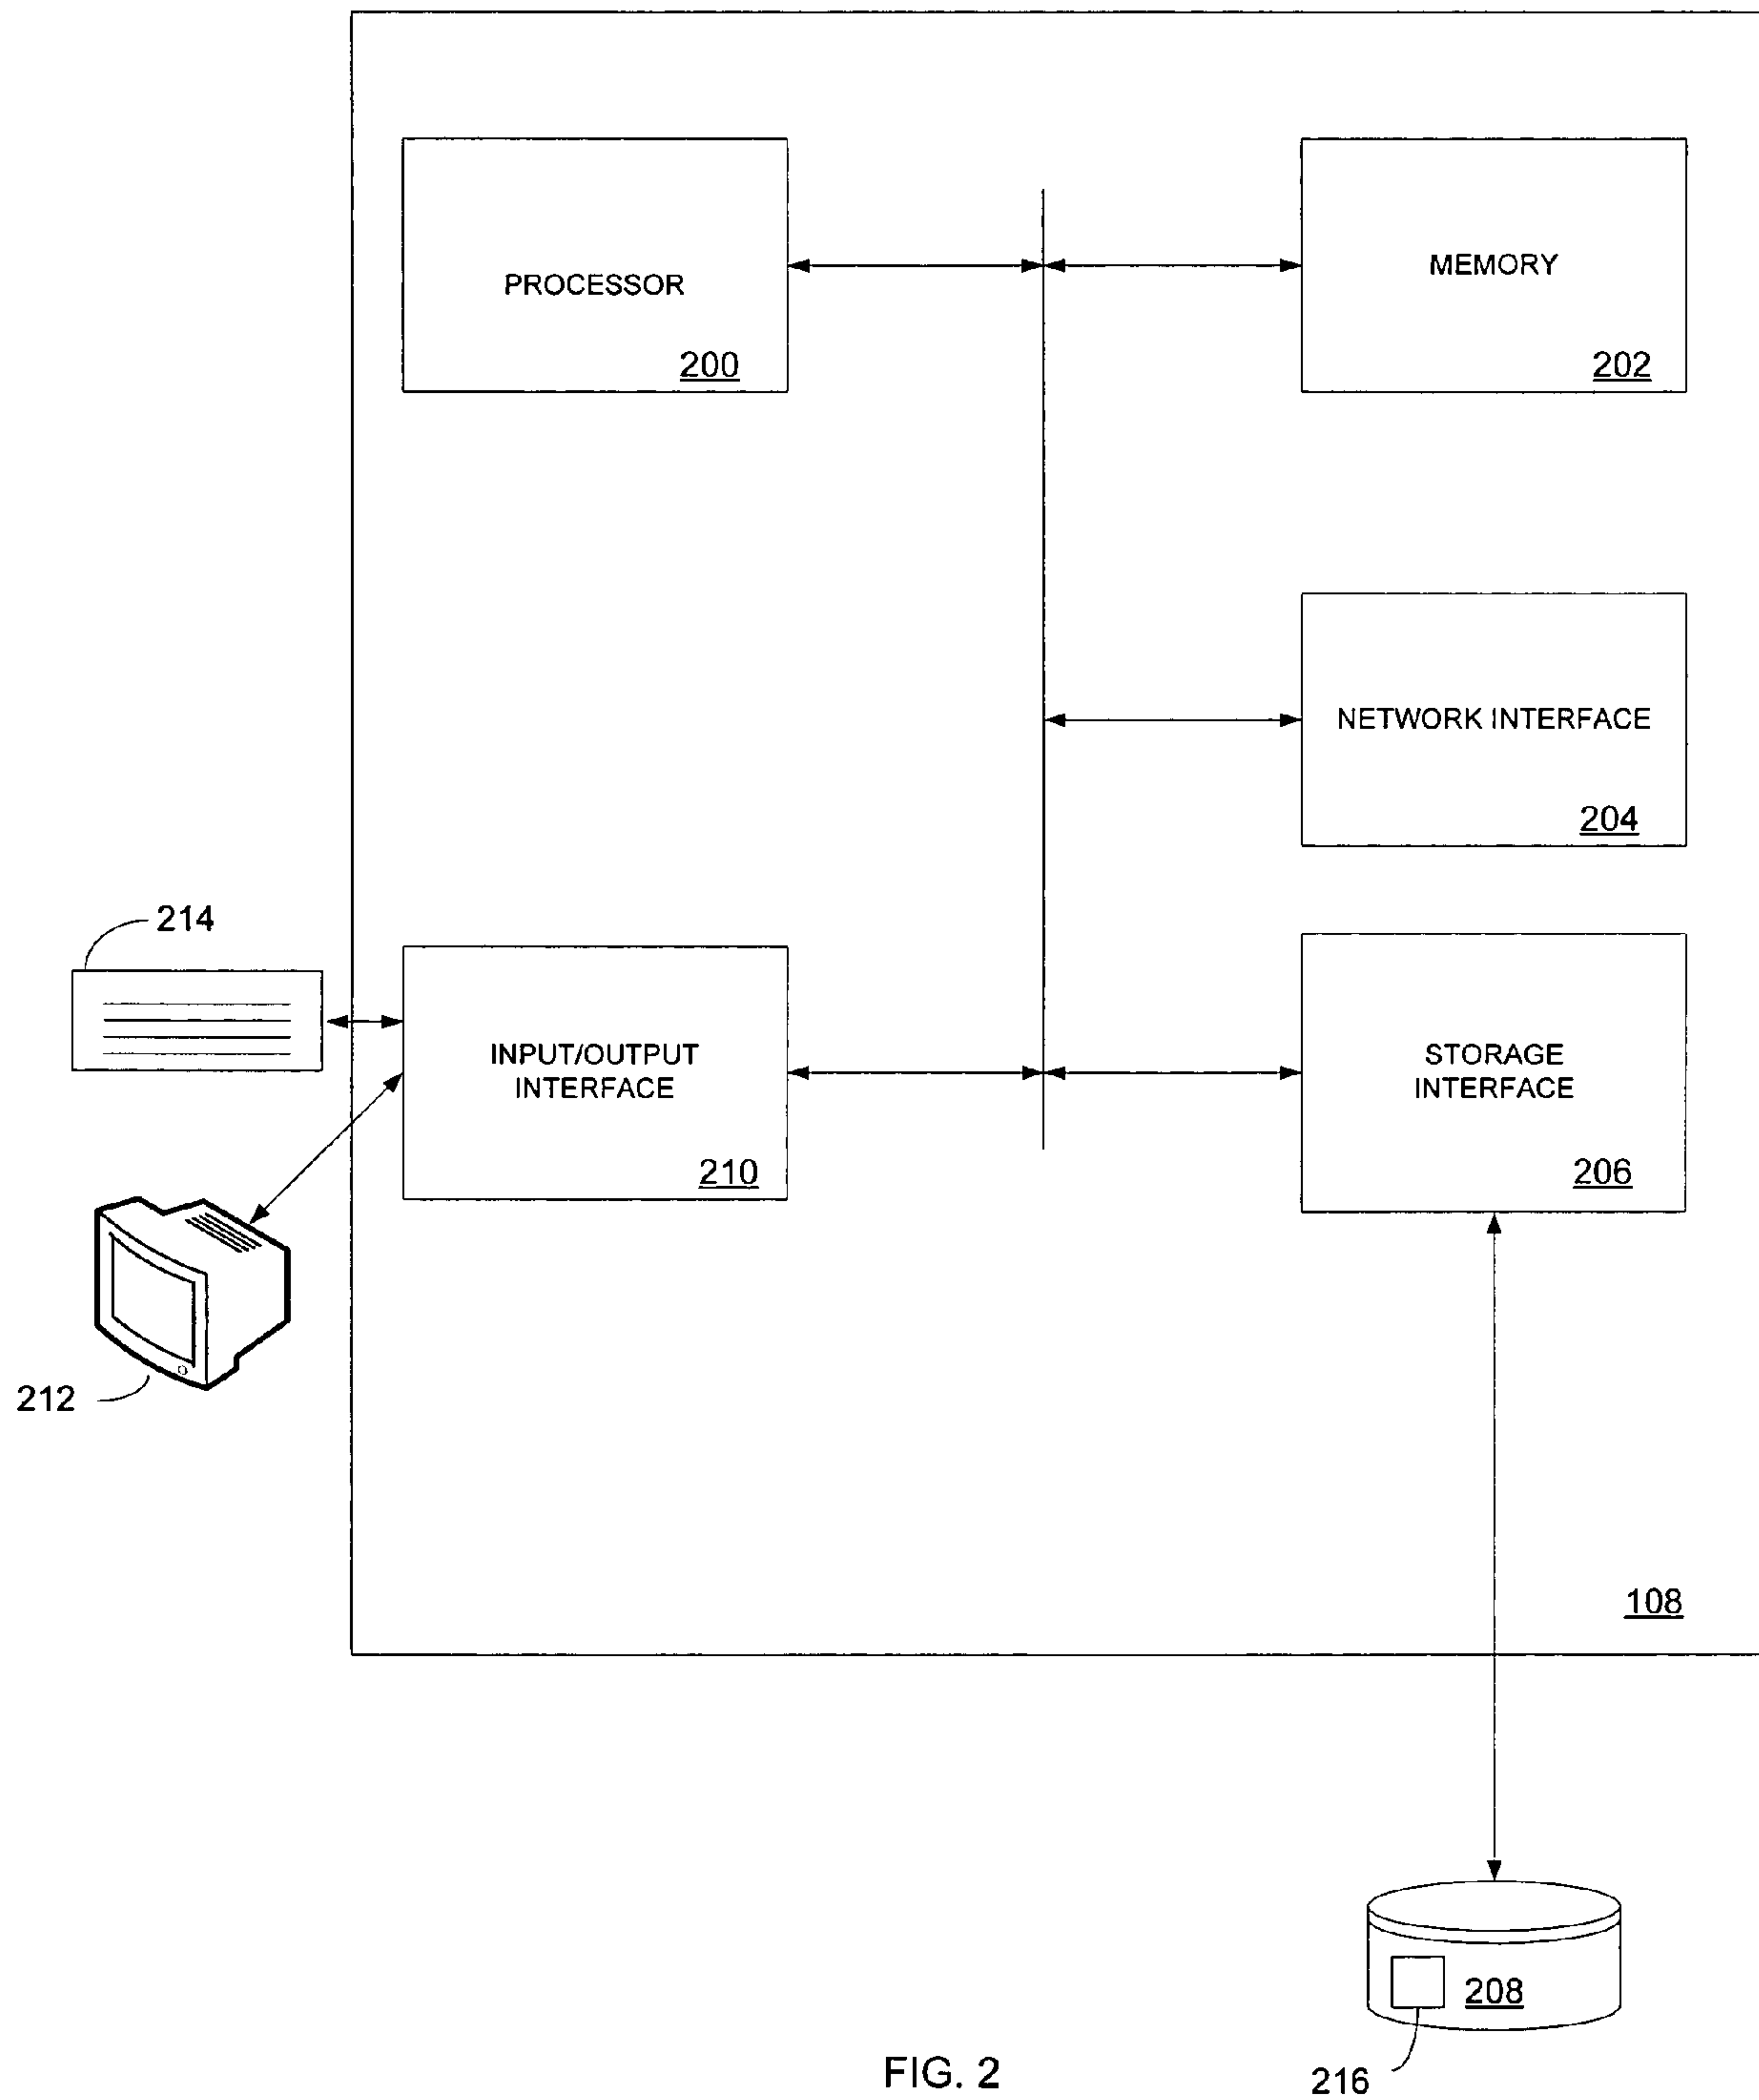 PROCESSOR
200
MEMORY
202
NETWORK INTERFACE
204
214
INPUT/OUTPUT
INTERFACE
210
STORAGE
INTERFACE
206
212
108
208
216
FIG. 2